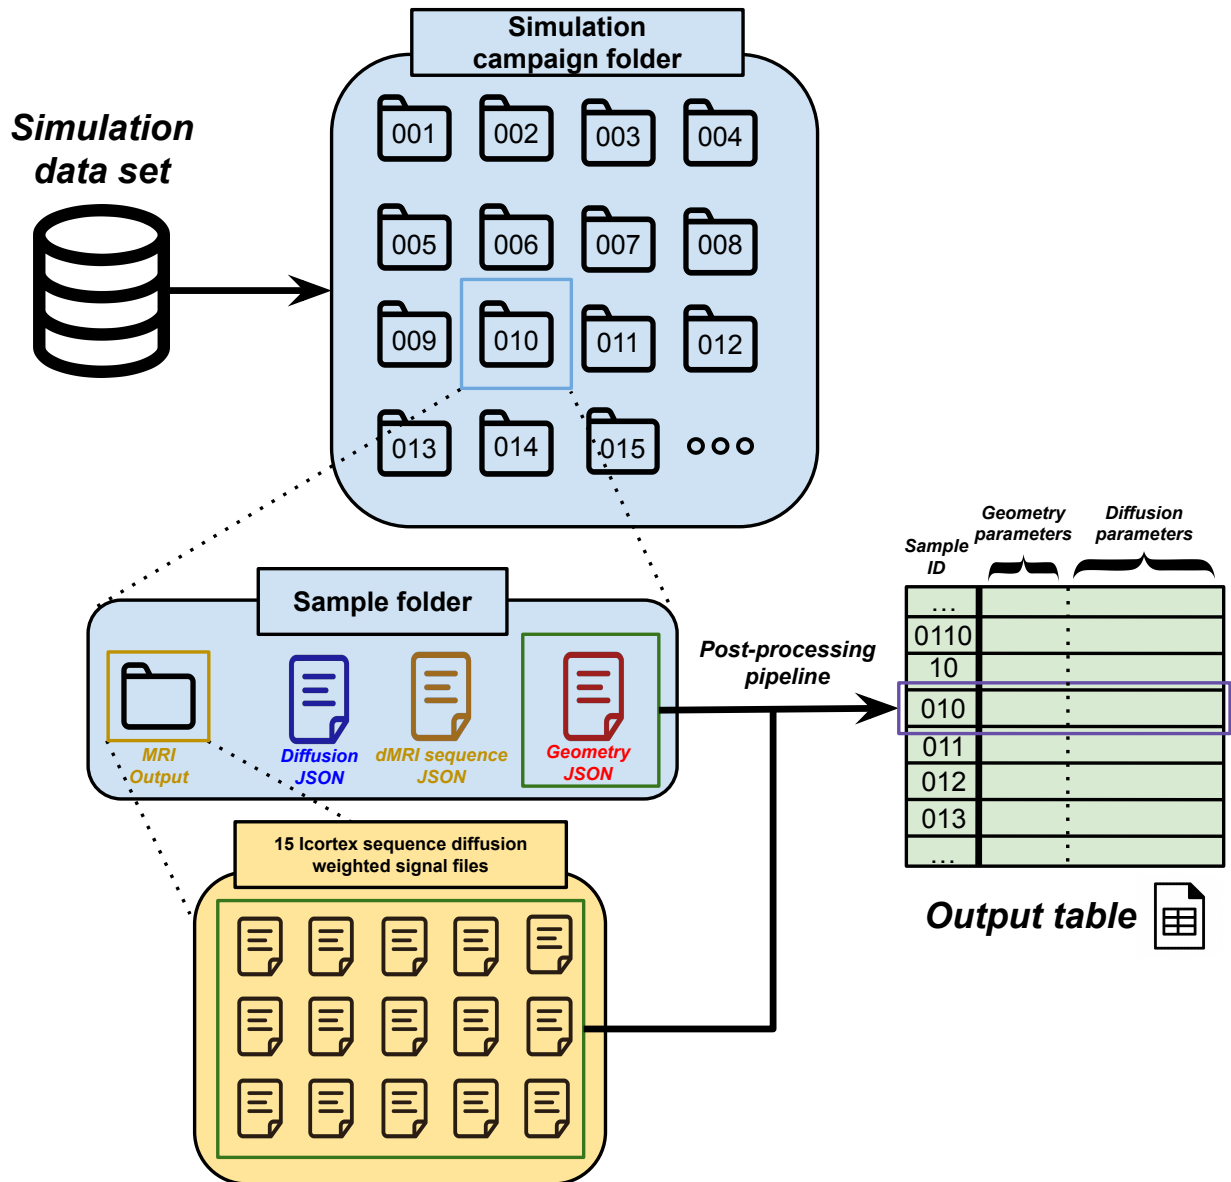 Simulation
campaign folder
Simulation
data set
001 002 003 004
005 006 007 008
009 010 011 012
013 014 015
Sample folder
MRI
Output
Diffusion
JSON
dMRI sequence
JSON
Geometry
JSON
15 Icortex sequence diffusion
weighted signal files
Post-processing
pipeline
Sample
ID
Geometry
parameters
Diffusion
parameters
...
0110
10
010
011
012
013
...
Output table